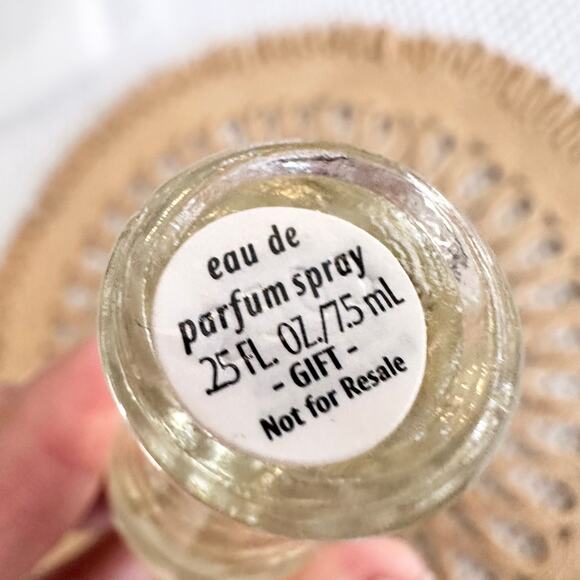 eau de
parfum spray
.25 FL. OZ./7.5 mL
- GIFT -
Not for Resale